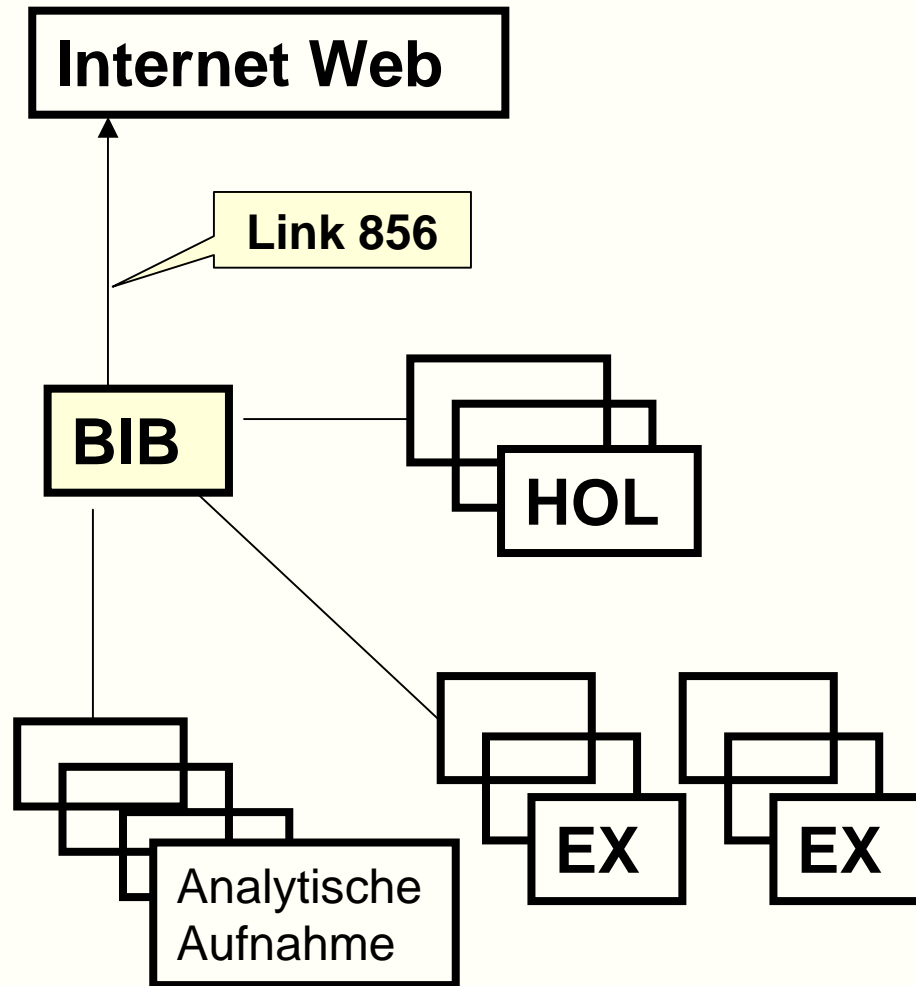 Internet Web
Link 856
BIB
HOL
EX
EX
Analytische
Aufnahme